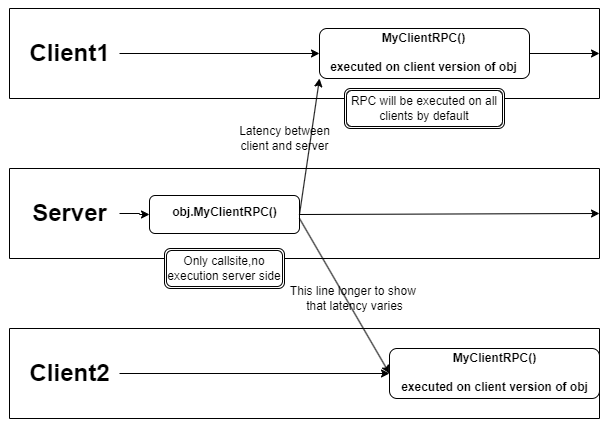 Client1
MyClientRPC()
executed on client version of obj
RPC will be executed on all
clients by default
Latency between
client and server
Server
obj.MyClientRPC()
Only callsite,no
execution server side
This line longer to show
that latency varies
Client2
MyClientRPC()
executed on client version of obj